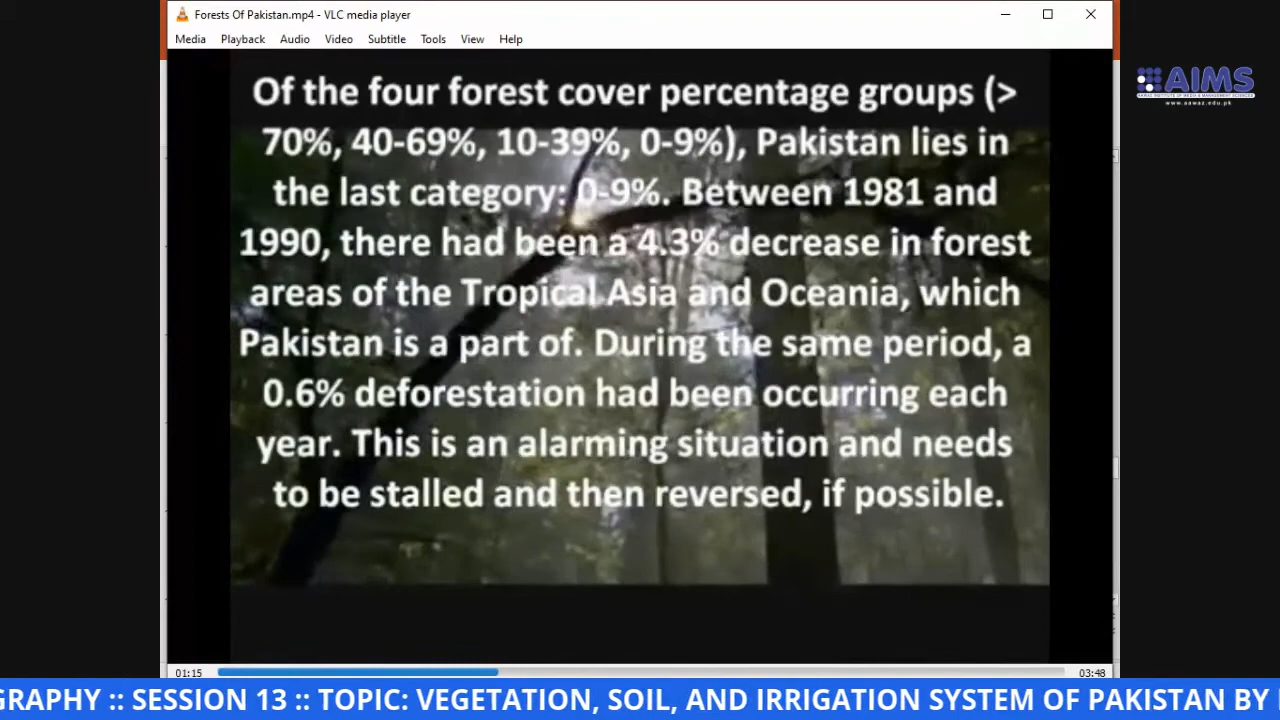 Forests Of Pakistan.mp4 - VLC media player
Media Playback Audio Video Subtitle Tools View Help
AIMS
www.aawaz.edu.pk
Of the four forest cover percentage groups (>
70%, 40-69%, 10-39%, 0-9%), Pakistan lies in
the last category: 0-9%. Between 1981 and
1990, there had been a 4.3% decrease in forest
areas of the Tropical Asia and Oceania, which
Pakistan is a part of. During the same period, a
0.6% deforestation had been occurring each
year. This is an alarming situation and needs
to be stalled and then reversed, if possible.
01:15 03:48
GRAPHY :: SESSION 13 :: TOPIC: VEGETATION, SOIL, AND IRRIGATION SYSTEM OF PAKISTAN BY